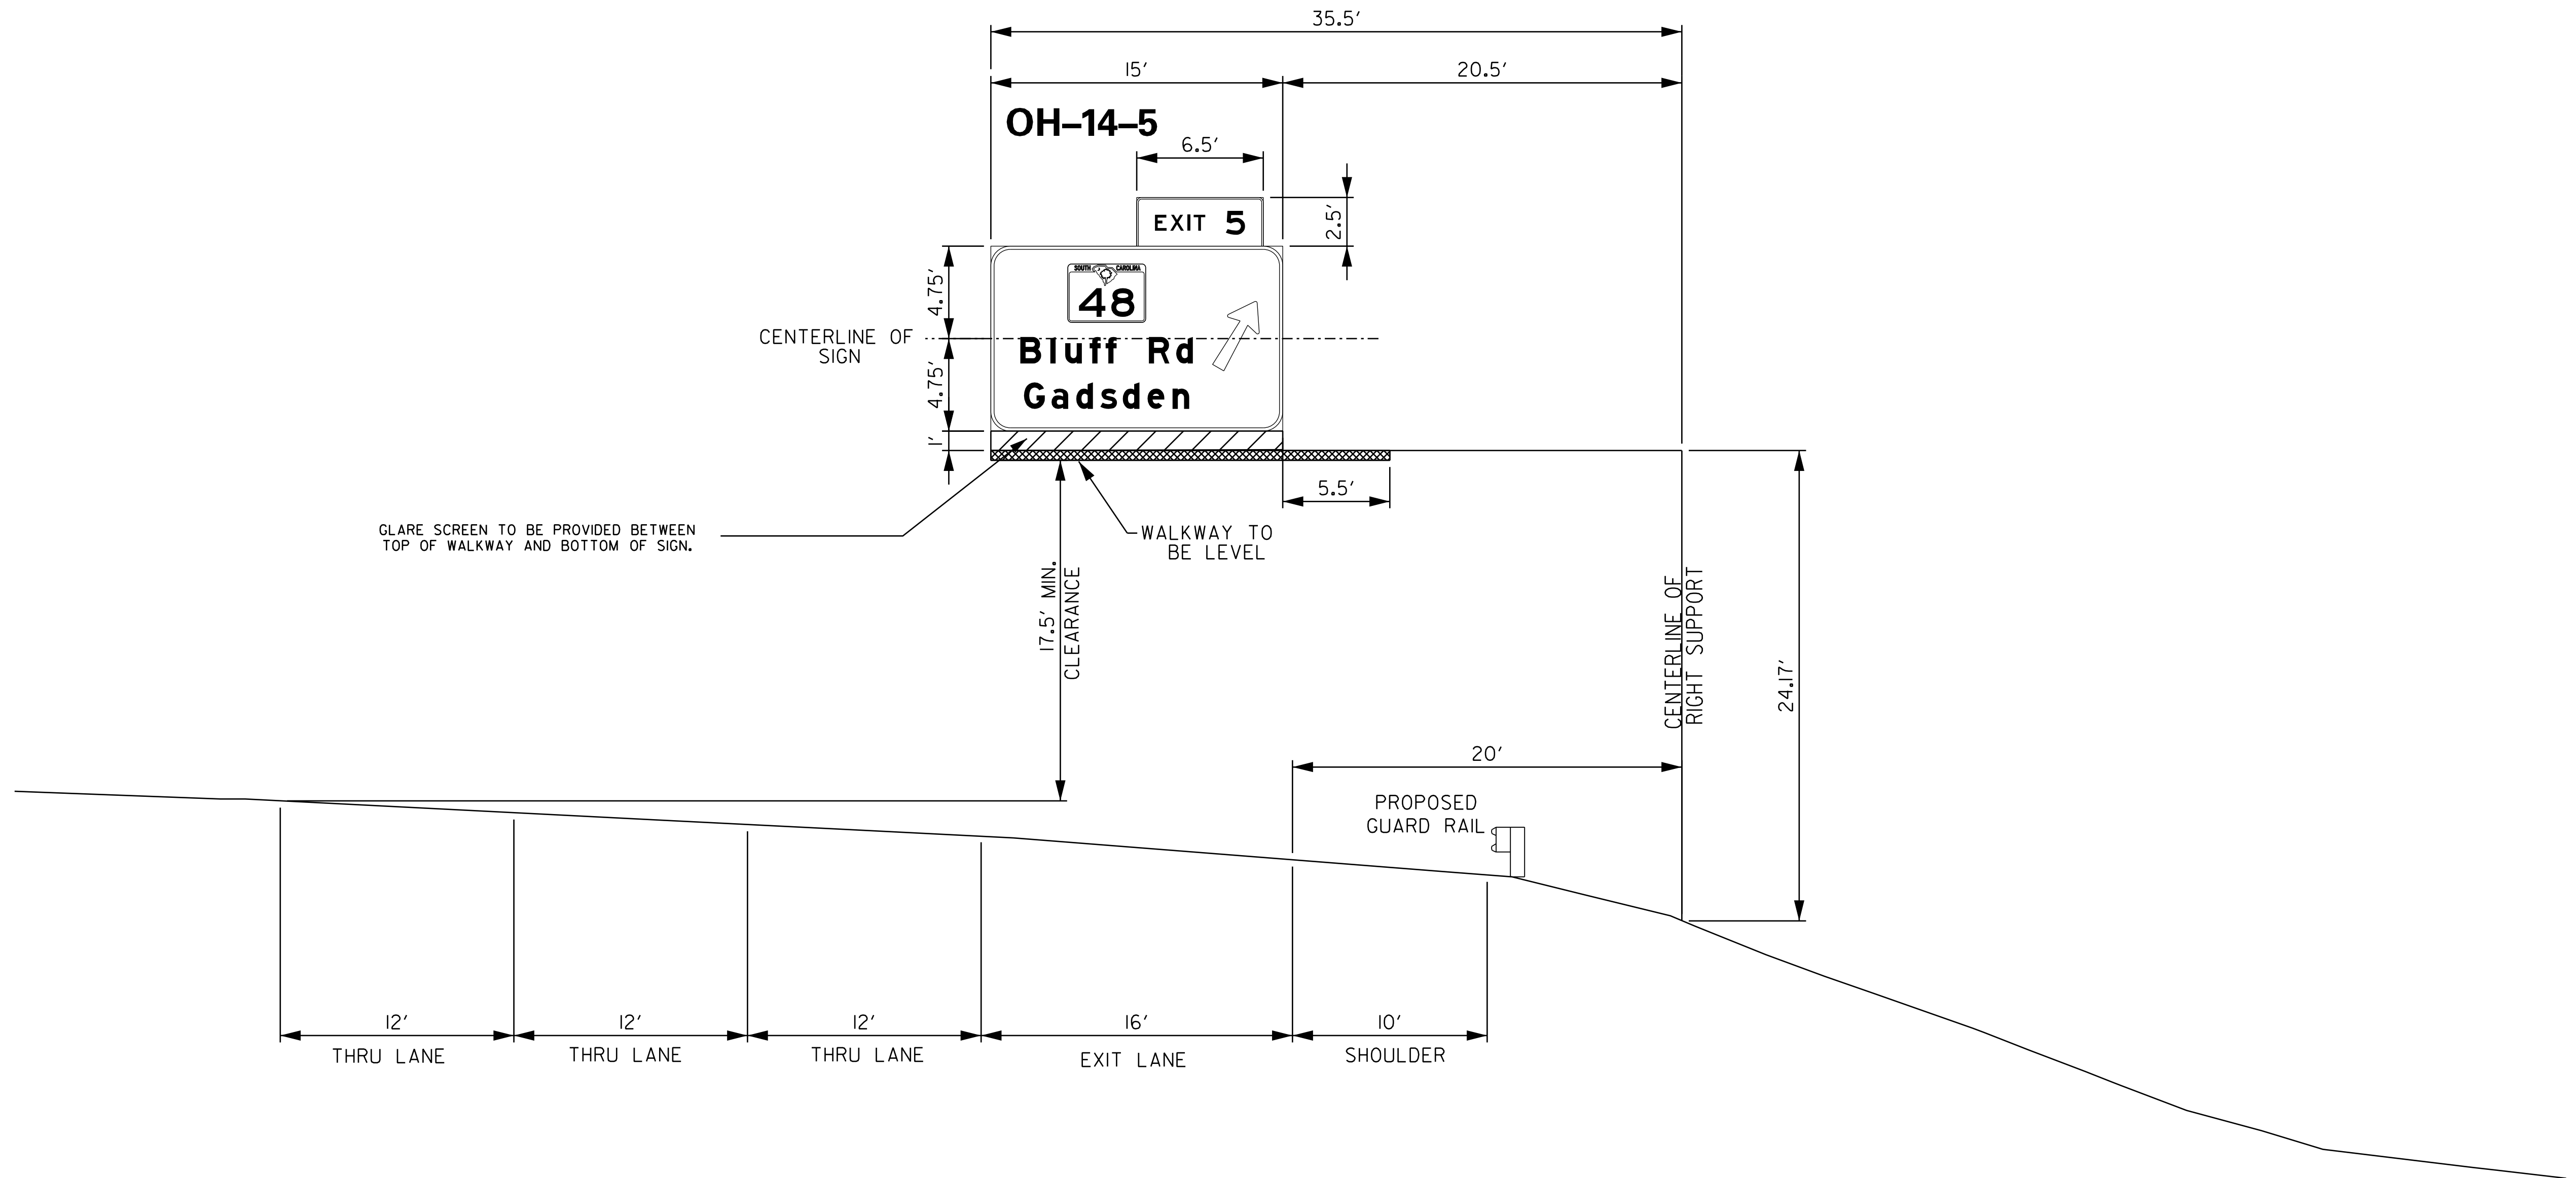 35.5'
15'
20.5'
OH–14–5
6.5'
EXIT 5
2.5'
SOUTH CAROLINA
48
4.75'
CENTERLINE OF
SIGN
Bluff Rd
Gadsden
4.75'
1'
5.5'
GLARE SCREEN TO BE PROVIDED BETWEEN
TOP OF WALKWAY AND BOTTOM OF SIGN.
WALKWAY TO
BE LEVEL
17.5' MIN.
CLEARANCE
CENTERLINE OF
RIGHT SUPPORT
24.17'
20'
PROPOSED
GUARD RAIL
12'
12'
12'
16'
10'
THRU LANE
THRU LANE
THRU LANE
EXIT LANE
SHOULDER